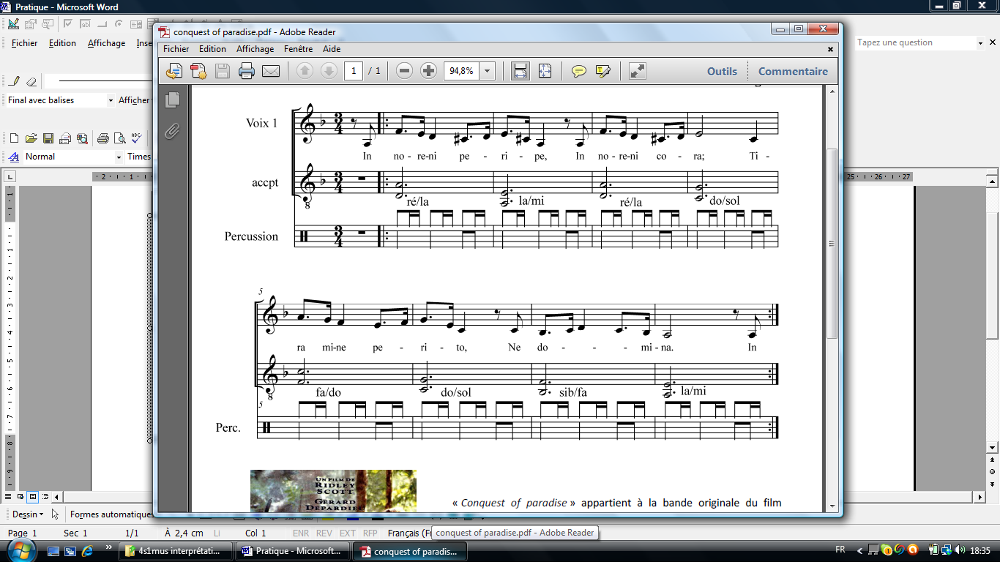 Pratique - Microsoft Word
conquest of paradise.pdf - Adobe Reader
Fichier Edition Affichage Inse
Fichier Edition Affichage Fenêtre Aide
Tapez une question
1 / 1 94,8% Outils Commentaire
Final avec balises Afficher
Normal Times
Voix 1
In no - re-ni pe - ri - pe, In no - re-ni co - ra; Ti -
accpt
ré/la la/mi ré/la do/sol
8
Percussion
3 4
5
ra mi-ne pe - ri - to, Ne do - - - mi - na. In
fa/do do/sol sib/fa la/mi
8
5
Perc.
UN FILM DE
RIDLEY
SCOTT
GERARD
DEPARDIE
« Conquest of paradise » appartient à la bande originale du film
Dessin Formes automatiques
Page 1 Sec 1 1/1 À 2,4 cm Li Col 1 ENR REV EXT RFP Français (Fr
conquest of paradise.pdf - Adobe Reader
4s1mus interprétati... Pratique - Microsoft... conquest of paradis... FR 18:35